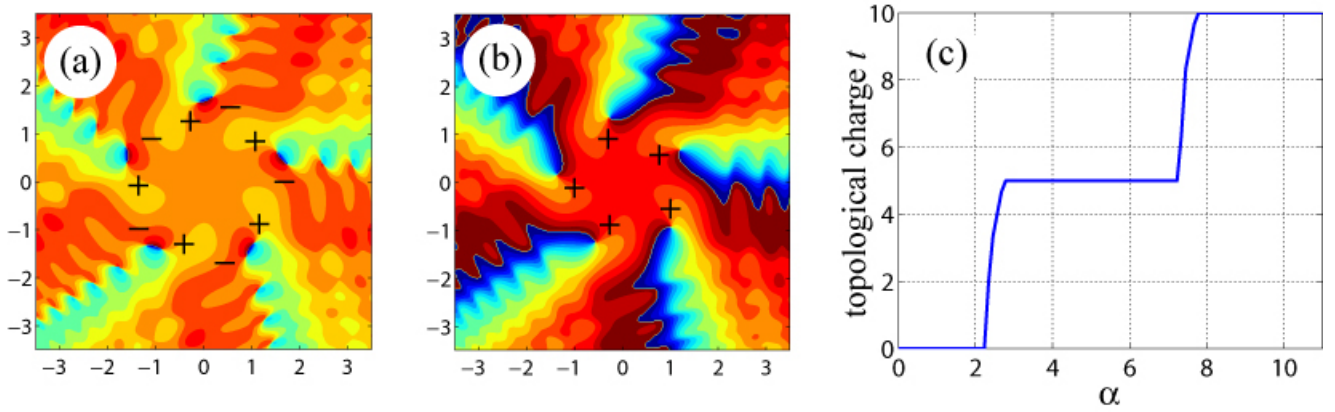 (a)
3
2
1
0
−1
−2
−3
−3 −2 −1 0 1 2 3
+ − + − + − + − + −
(b)
3
2
1
0
−1
−2
−3
−3 −2 −1 0 1 2 3
+ + + + +
(c)
topological charge t
10
8
6
4
2
0
0 2 4 6 8 10
α